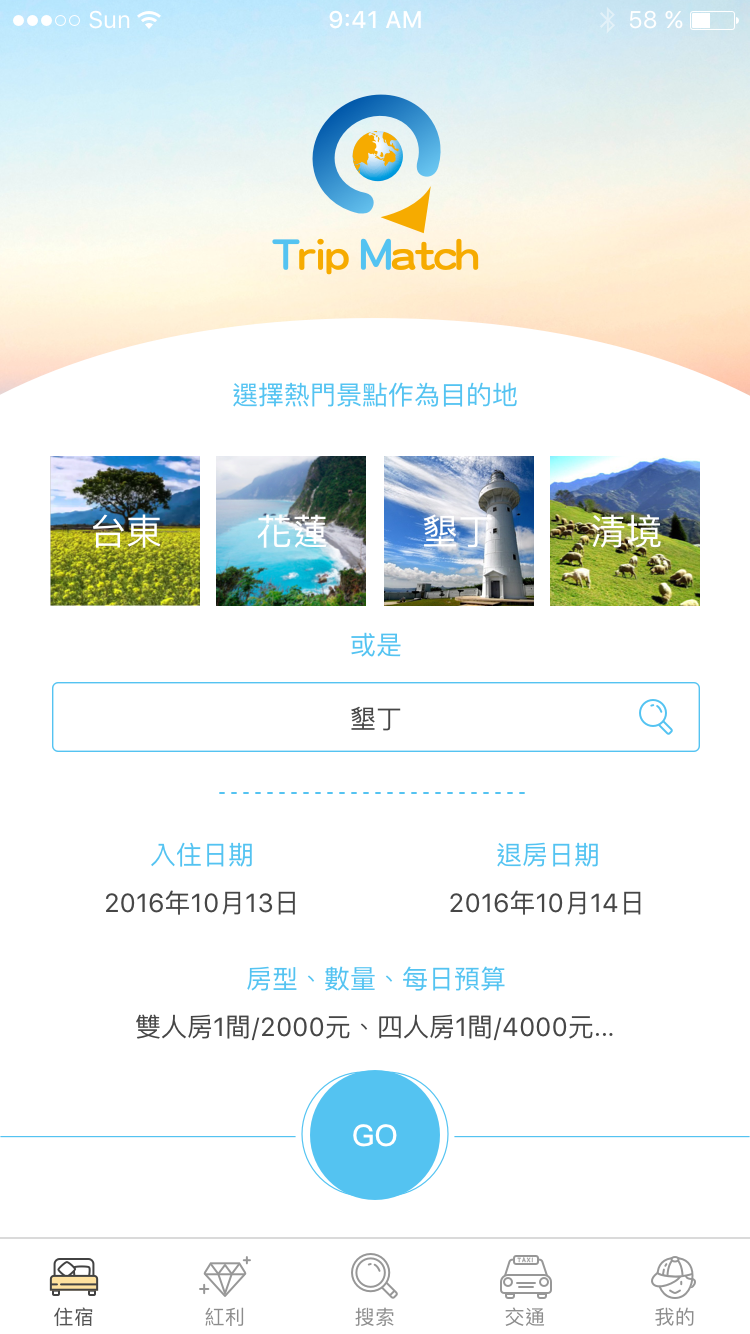 Sun 9:41 AM 58 %
Trip Match
選擇熱門景點作為目的地
台東 花蓮 墾丁 清境
或是
墾丁
入住日期 退房日期
2016年10月13日 2016年10月14日
房型、數量、每日預算
雙人房1間/2000元、四人房1間/4000元...
GO
TAXI
住宿 紅利 搜索 交通 我的